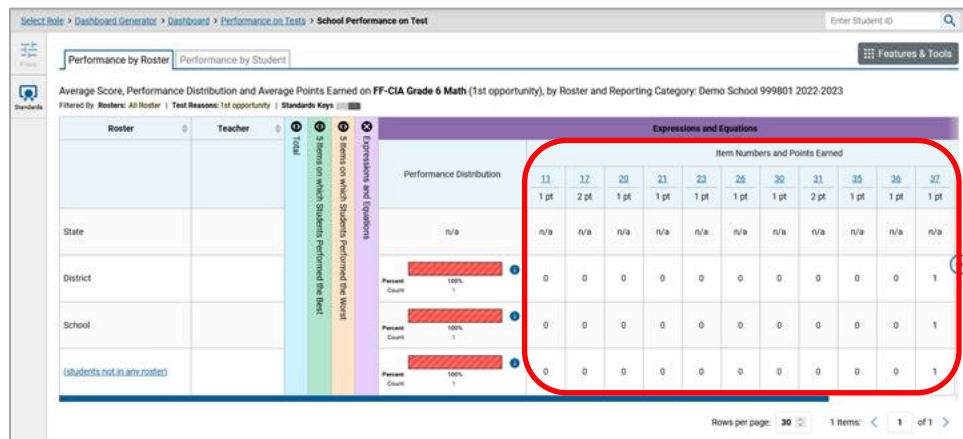 Select Role > Dashboard Generator > Dashboard > Performance on Tests > School Performance on Test
Enter Student ID
Filters
Standards
Performance by Roster
Performance by Student
Features & Tools
Average Score, Performance Distribution and Average Points Earned on FF-CIA Grade 6 Math (1st opportunity), by Roster and Reporting Category: Demo School 999801 2022-2023
Filtered By Rosters: All Roster | Test Reasons: 1st opportunity | Standards Keys
Roster Teacher
Total
5 Items on which Students Performed the Best
5 Items on which Students Performed the Worst
Expressions and Equations
Expressions and Equations
Performance Distribution
Item Numbers and Points Earned
11 17 20 21 23 26 30 31 35 36 37
1 pt 2 pt 1 pt 1 pt 1 pt 1 pt 1 pt 2 pt 1 pt 1 pt 1 pt
State n/a n/a n/a n/a n/a n/a n/a n/a n/a n/a n/a n/a
District 0 0 0 0 0 0 0 0 0 0 1
Percent 100%
Count 1
School 0 0 0 0 0 0 0 0 0 0 1
Percent 100%
Count 1
(students not in any roster) 0 0 0 0 0 0 0 0 0 0 1
Percent 100%
Count 1
Rows per page: 30 1 Items: < 1 of 1 >